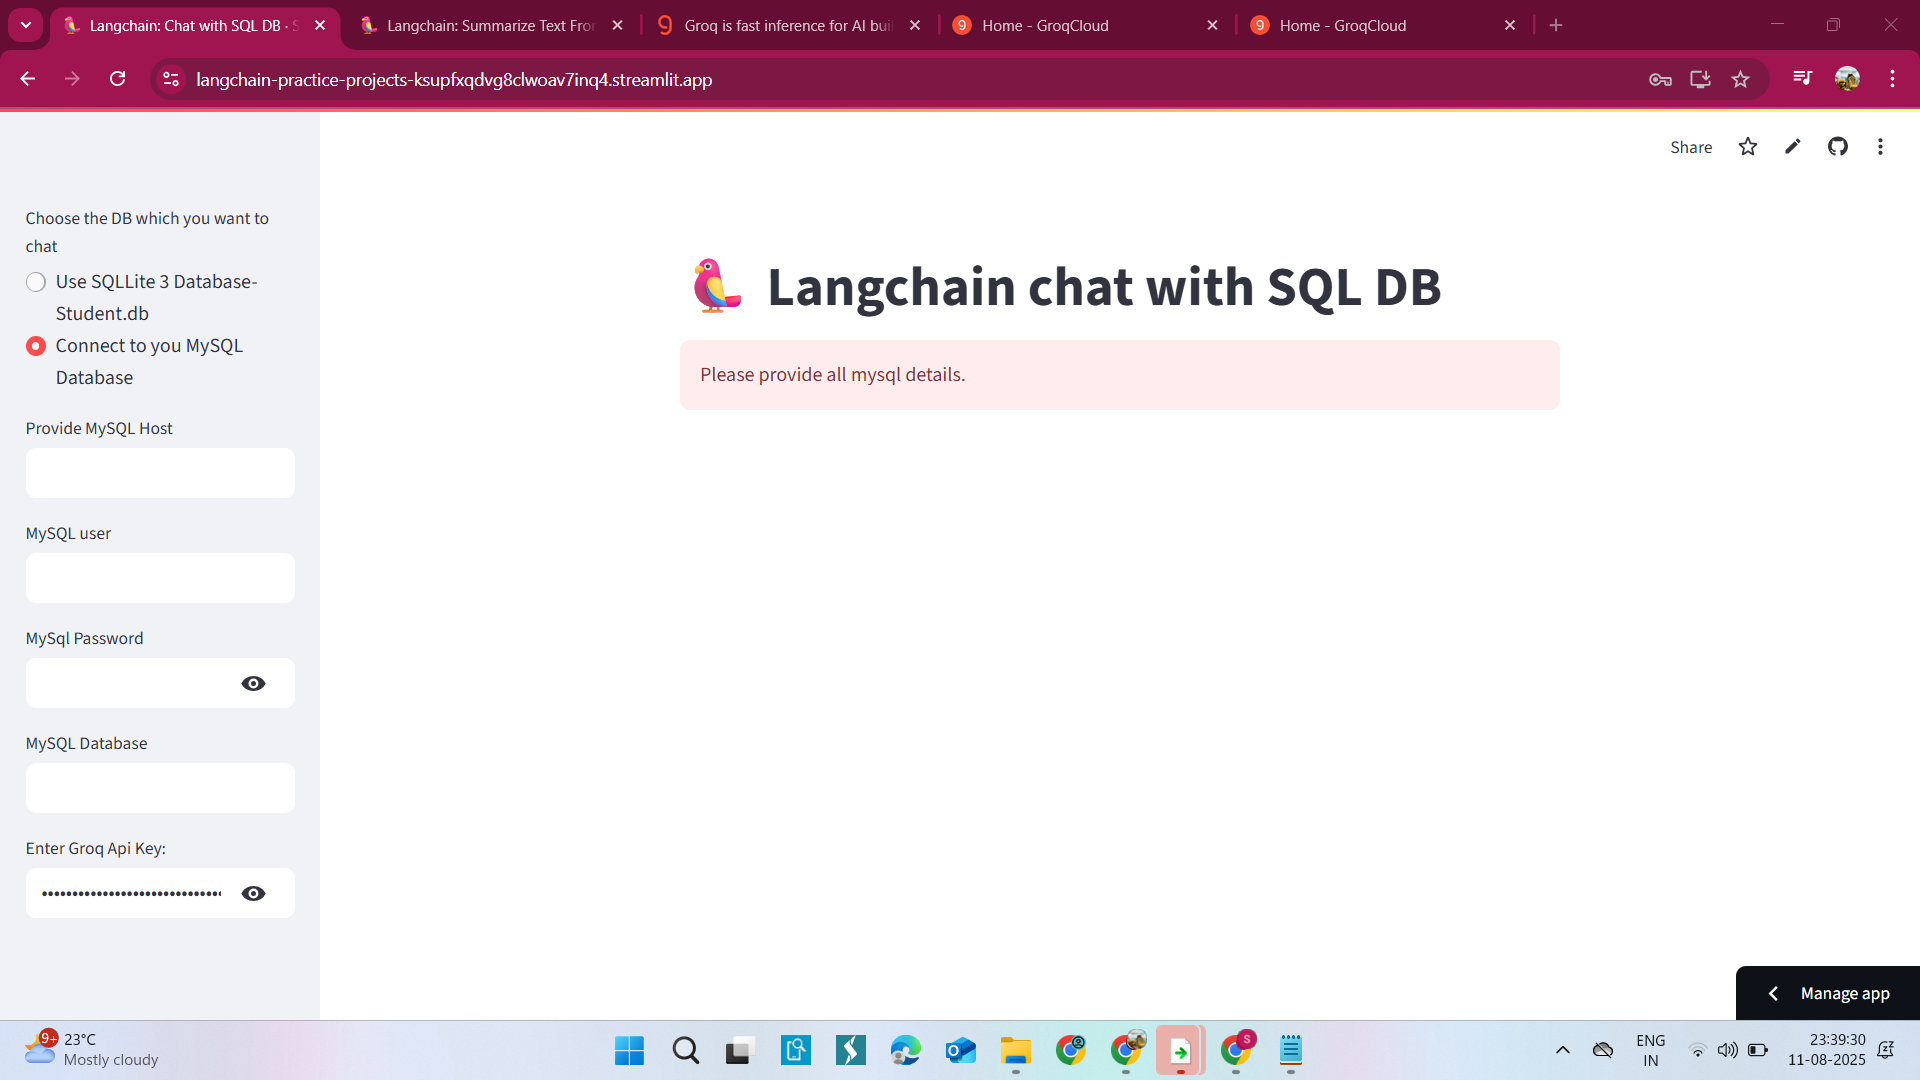 Langchain: Chat with SQL DB · S
Langchain: Summarize Text Fror
Groq is fast inference for AI buil
Home - GroqCloud
Home - GroqCloud
langchain-practice-projects-ksupfxqdvg8clwoav7inq4.streamlit.app
Share
Choose the DB which you want to
chat
Use SQLLite 3 Database-
Student.db
Connect to you MySQL
Database
Provide MySQL Host
MySQL user
MySql Password
MySQL Database
Enter Groq Api Key:
Langchain chat with SQL DB
Please provide all mysql details.
Manage app
9+
23°C
Mostly cloudy
S
ENG
IN
23:39:30
11-08-2025